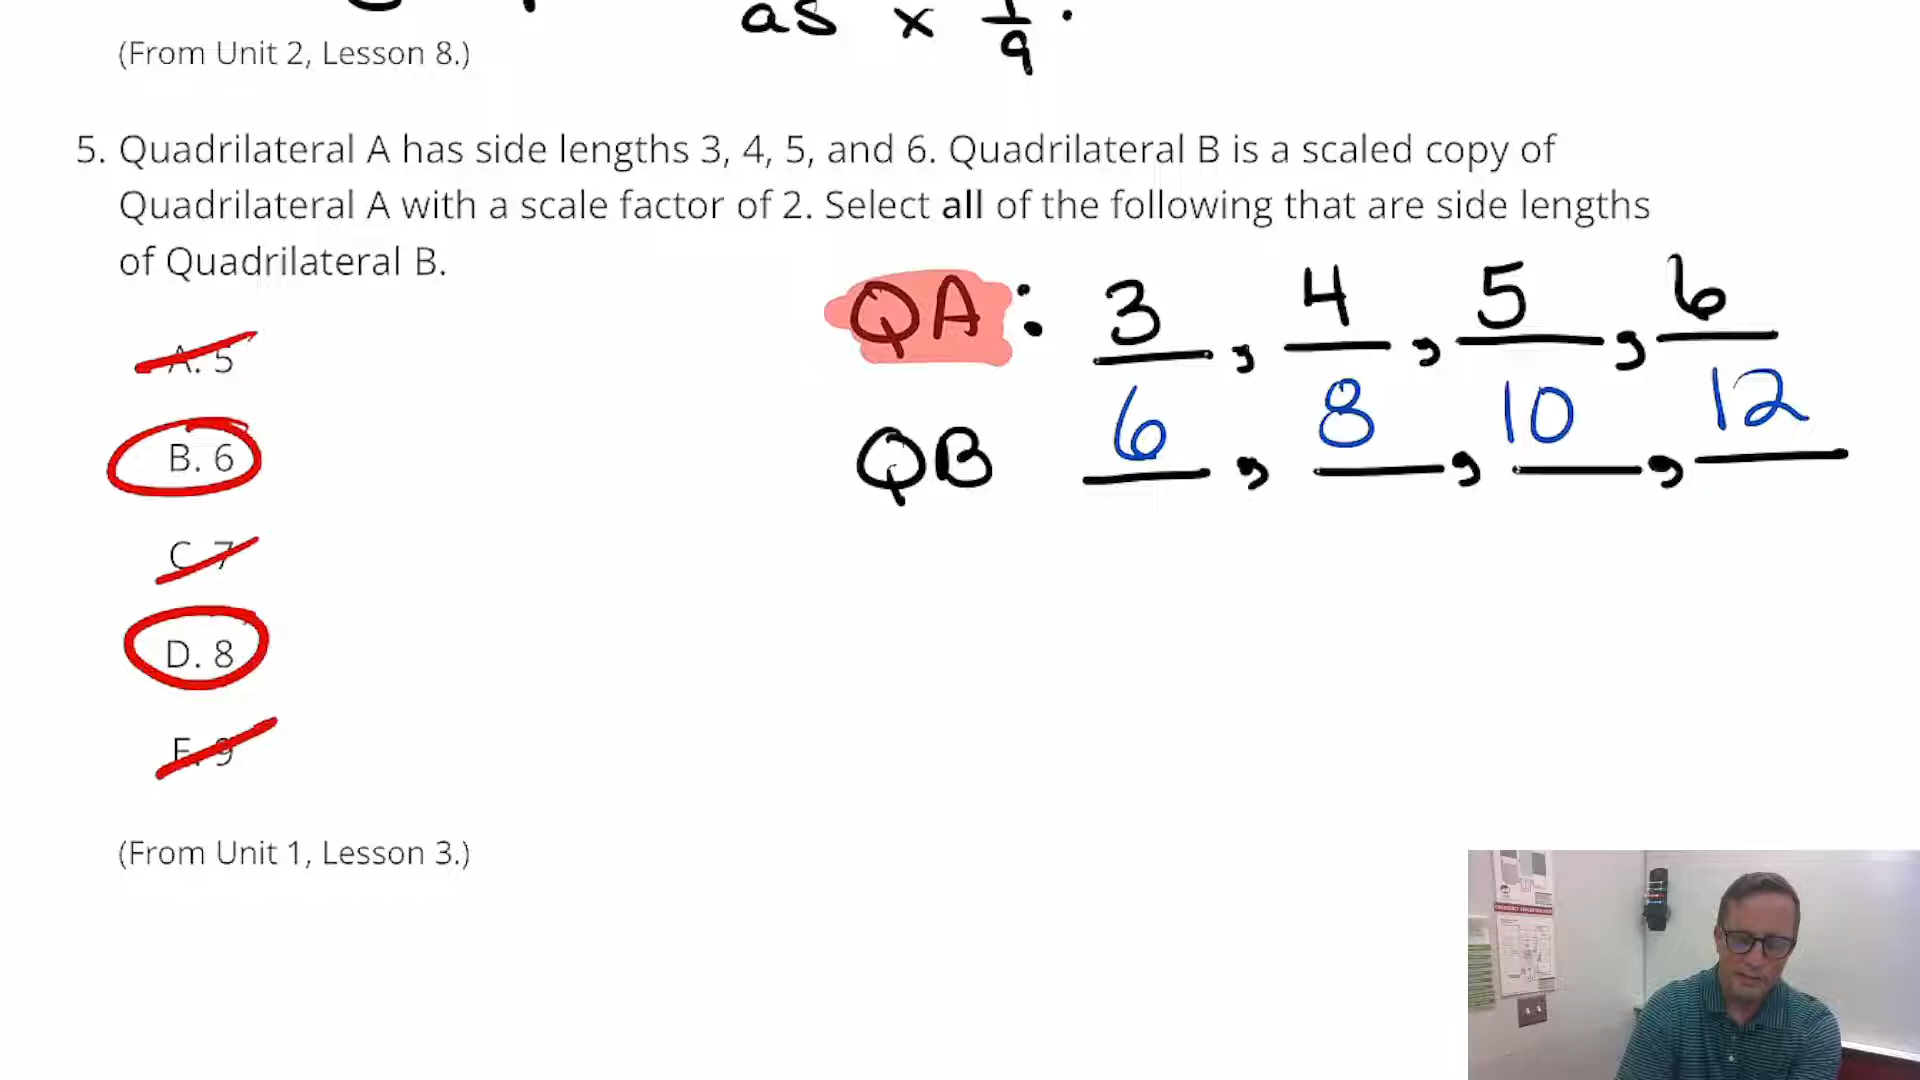 as x 1/9.
(From Unit 2, Lesson 8.)
5. Quadrilateral A has side lengths 3, 4, 5, and 6. Quadrilateral B is a scaled copy of
Quadrilateral A with a scale factor of 2. Select all of the following that are side lengths
of Quadrilateral B.
QA: 3, 4, 5, 6
A. 5
QB 6, 8, 10, 12
B. 6
C. 7
D. 8
E. 9
(From Unit 1, Lesson 3.)